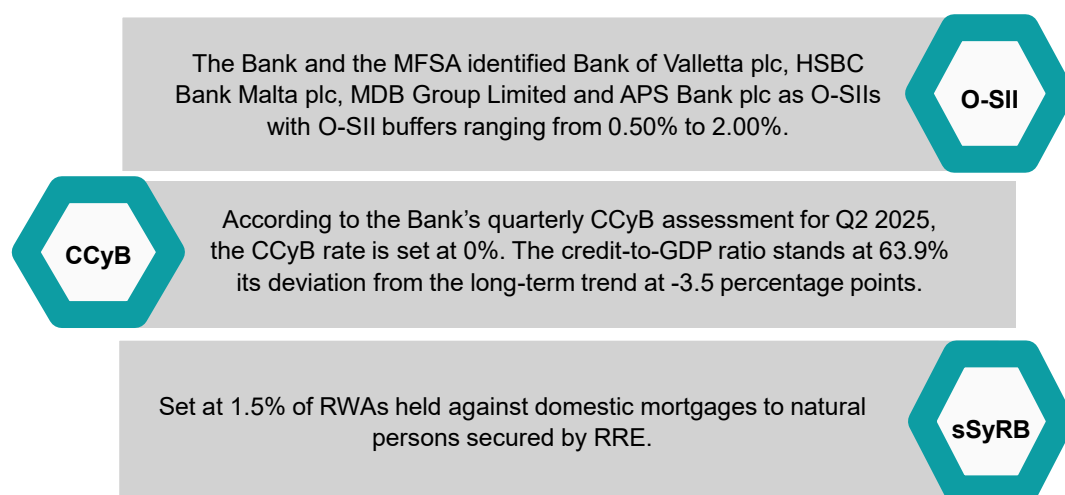 The Bank and the MFSA identified Bank of Valletta plc, HSBC
Bank Malta plc, MDB Group Limited and APS Bank plc as O-SIIs
with O-SII buffers ranging from 0.50% to 2.00%.
O-SII
CCyB
According to the Bank’s quarterly CCyB assessment for Q2 2025,
the CCyB rate is set at 0%. The credit-to-GDP ratio stands at 63.9%
its deviation from the long-term trend at -3.5 percentage points.
Set at 1.5% of RWAs held against domestic mortgages to natural
persons secured by RRE.
sSyRB